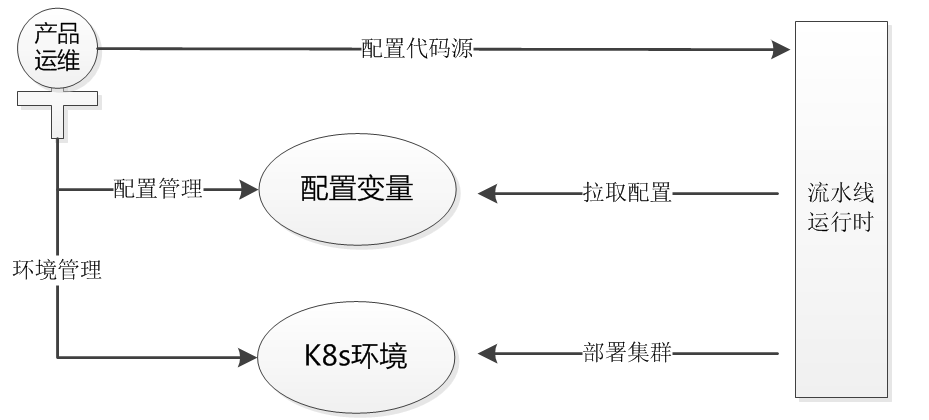 产品
运维
配置代码源
配置管理
配置变量
拉取配置
流水线
运行时
环境管理
K8s环境
部署集群